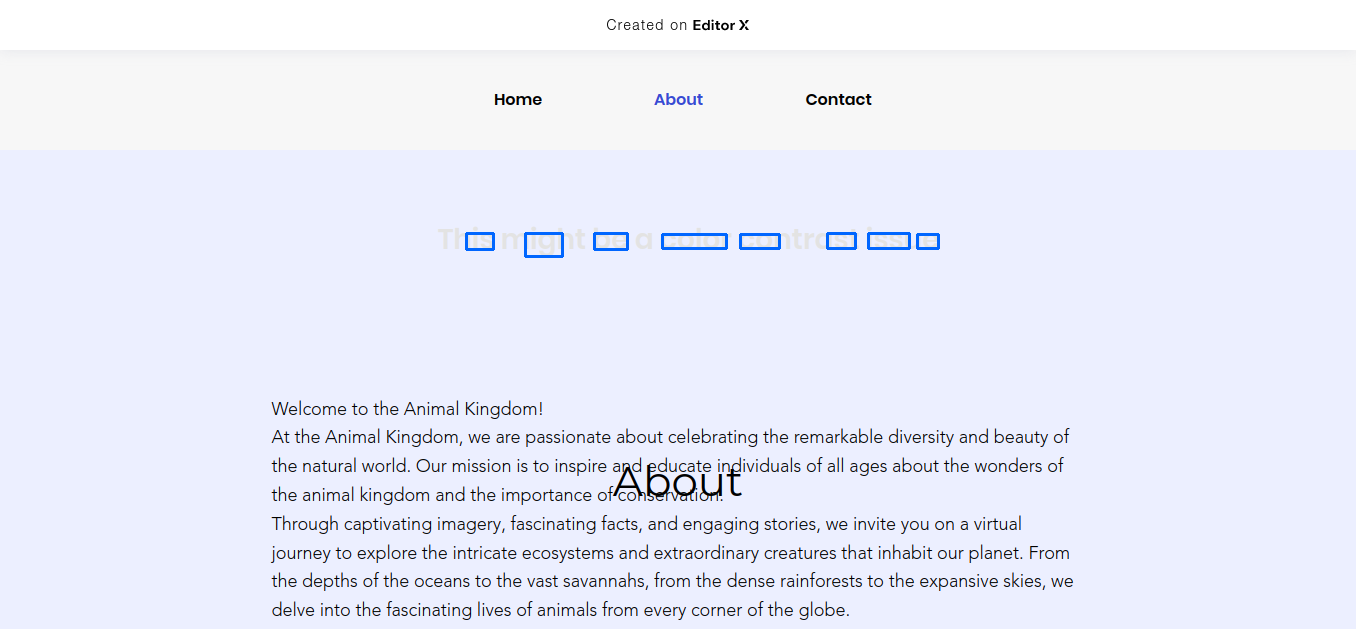 Created on Editor X
Home About Contact
This might be a color contrast issue
Welcome to the Animal Kingdom!
At the Animal Kingdom, we are passionate about celebrating the remarkable diversity and beauty of
the natural world. Our mission is to inspire and educate individuals of all ages about the wonders of
About
the animal kingdom and the importance of conservation.
Through captivating imagery, fascinating facts, and engaging stories, we invite you on a virtual
journey to explore the intricate ecosystems and extraordinary creatures that inhabit our planet. From
the depths of the oceans to the vast savannahs, from the dense rainforests to the expansive skies, we
delve into the fascinating lives of animals from every corner of the globe.